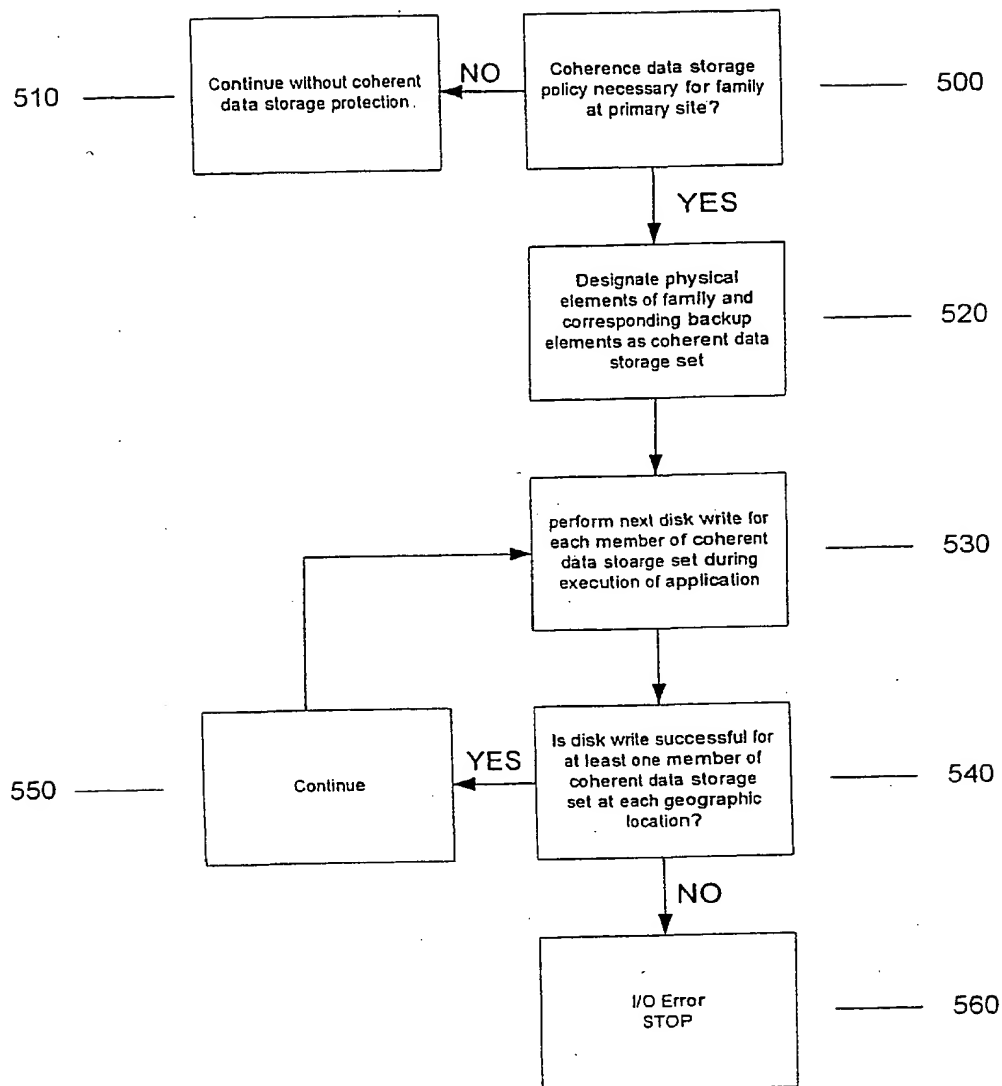 510
Continue without coherent
data storage protection.
NO
Coherence data storage
policy necessary for family
at primary site?
500
YES
Designate physical
elements of family and
corresponding backup
elements as coherent data
storage set
520
perform next disk write for
each member of coherent
data stoarge set during
execution of application
530
550
Continue
YES
Is disk write successful for
at least one member of
coherent data storage
set at each geographic
location?
540
NO
I/O Error
STOP
560